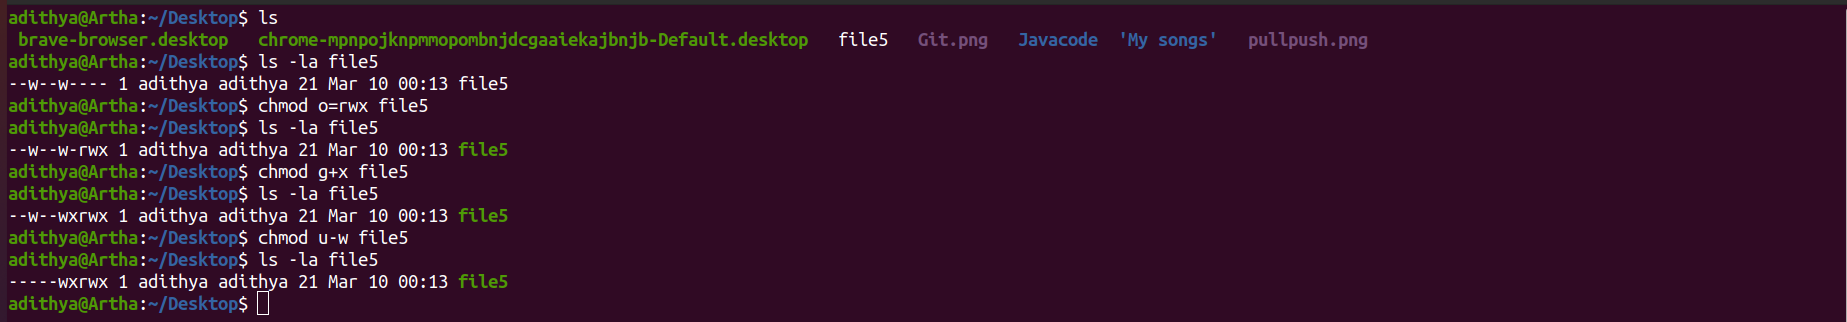 adithya@Artha:~/Desktop$ ls
brave-browser.desktop   chrome-mpnpojknpmmopombnjdcgaaiekajbnjb-Default.desktop   file5   Git.png   Javacode  'My songs'   pullpush.png
adithya@Artha:~/Desktop$ ls -la file5
--w--w---- 1 adithya adithya 21 Mar 10 00:13 file5
adithya@Artha:~/Desktop$ chmod o=rwx file5
adithya@Artha:~/Desktop$ ls -la file5
--w--w-rwx 1 adithya adithya 21 Mar 10 00:13 file5
adithya@Artha:~/Desktop$ chmod g+x file5
adithya@Artha:~/Desktop$ ls -la file5
--w--wxrwx 1 adithya adithya 21 Mar 10 00:13 file5
adithya@Artha:~/Desktop$ chmod u-w file5
adithya@Artha:~/Desktop$ ls -la file5
-----wxrwx 1 adithya adithya 21 Mar 10 00:13 file5
adithya@Artha:~/Desktop$